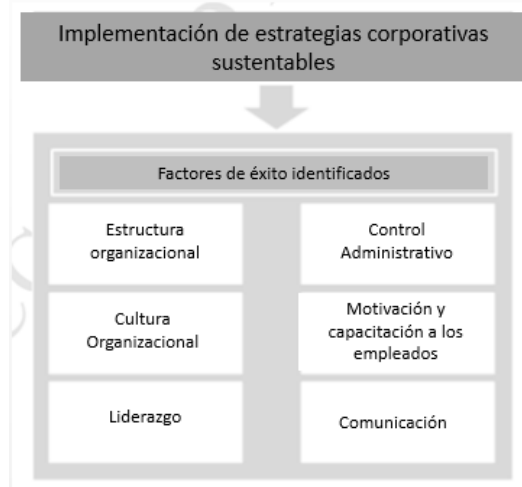 Implementación de estrategias corporativas
sustentables
Factores de éxito identificados
Estructura
organizacional
Control
Administrativo
Cultura
Organizacional
Motivación y
capacitación a los
empleados
Liderazgo
Comunicación